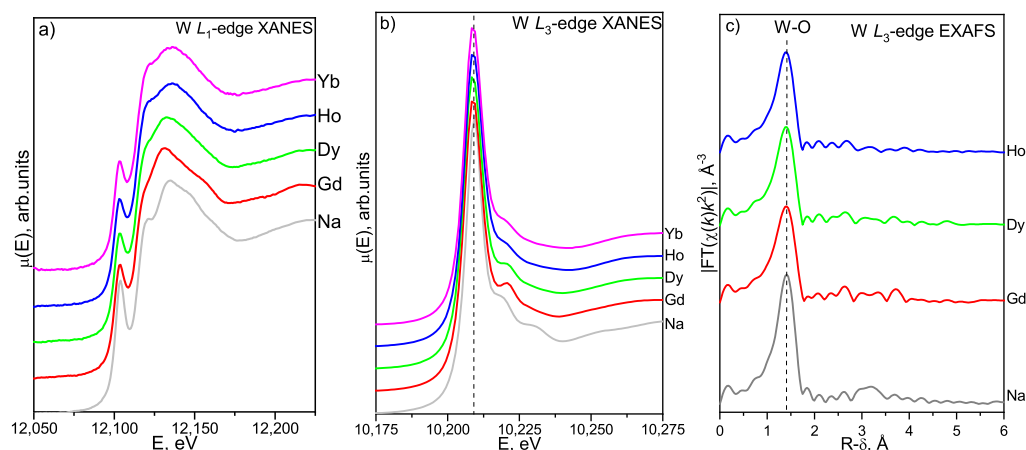 a)
W L₁-edge XANES
Yb
Ho
Dy
Gd
Na
μ(E), arb.units
12,050
12,100
12,150
12,200
E, eV
b)
W L₃-edge XANES
Yb
Ho
Dy
Gd
Na
μ(E), arb.units
10,175
10,200
10,225
10,250
10,275
E, eV
c)
W-O
W L₃-edge EXAFS
Ho
Dy
Gd
Na
|FT(χ(k)k²)|, Å⁻³
0
1
2
3
4
5
6
R-δ, Å